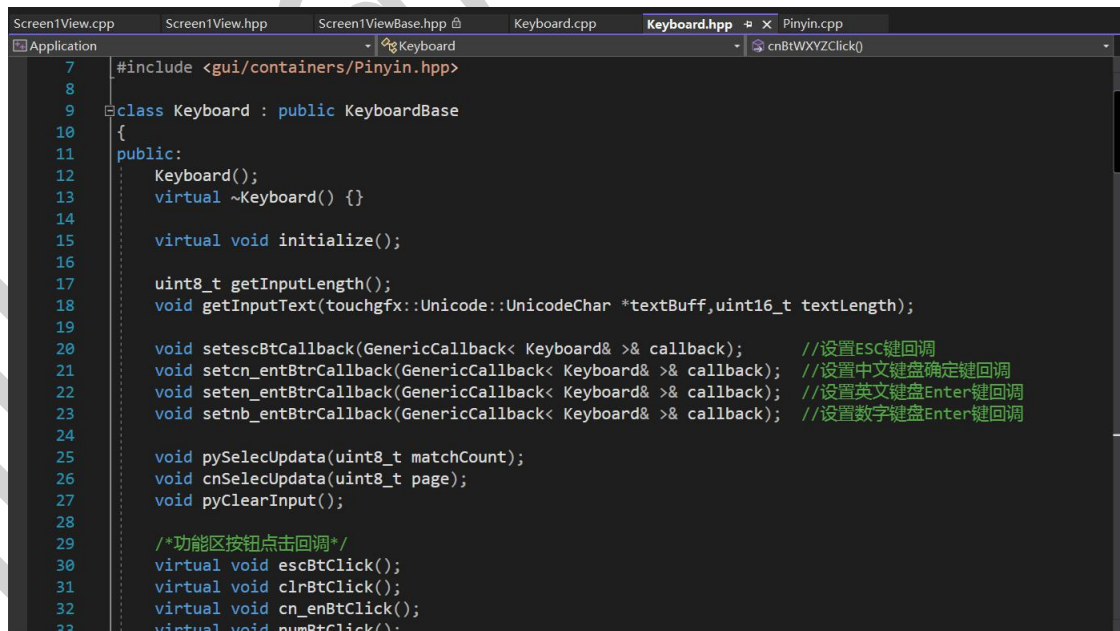 Screen1View.cpp Screen1View.hpp Screen1ViewBase.hpp Keyboard.cpp Keyboard.hpp Pinyin.cpp
Application Keyboard cnBtWXYZClick()
7 #include <gui/containers/Pinyin.hpp>
8
9 class Keyboard : public KeyboardBase
10 {
11 public:
12 Keyboard();
13 virtual ~Keyboard() {}
14
15 virtual void initialize();
16
17 uint8_t getInputLength();
18 void getInputText(touchgfx::Unicode::UnicodeChar *textBuff,uint16_t textLength);
19
20 void setescBtCallback(GenericCallback< Keyboard& >& callback); //设置ESC键回调
21 void setcn_entBtrCallback(GenericCallback< Keyboard& >& callback); //设置中文键盘确定键回调
22 void seten_entBtrCallback(GenericCallback< Keyboard& >& callback); //设置英文键盘Enter键回调
23 void setnb_entBtrCallback(GenericCallback< Keyboard& >& callback); //设置数字键盘Enter键回调
24
25 void pySelecUpdata(uint8_t matchCount);
26 void cnSelecUpdata(uint8_t page);
27 void pyClearInput();
28
29 /*功能区按钮点击回调*/
30 virtual void escBtClick();
31 virtual void clrBtClick();
32 virtual void cn_enBtClick();
33 virtual void numBtClick();